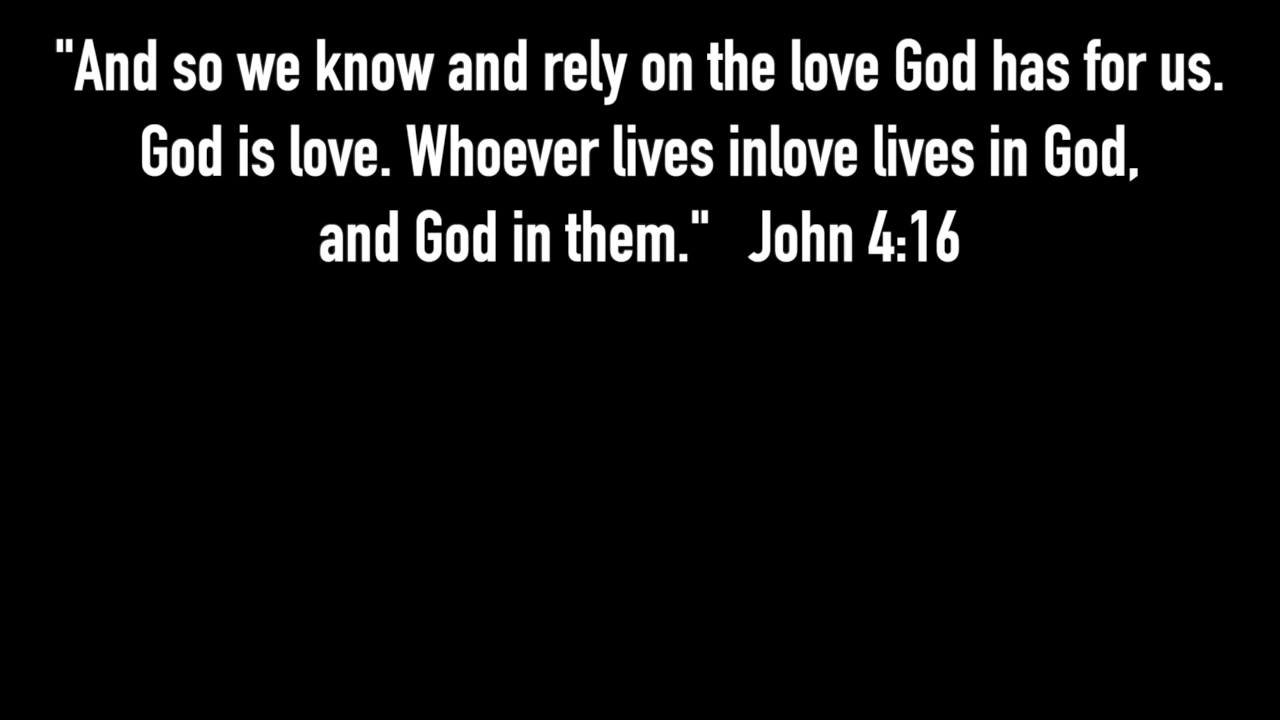 "And so we know and rely on the love God has for us.
God is love. Whoever lives inlove lives in God,
and God in them."   John 4:16